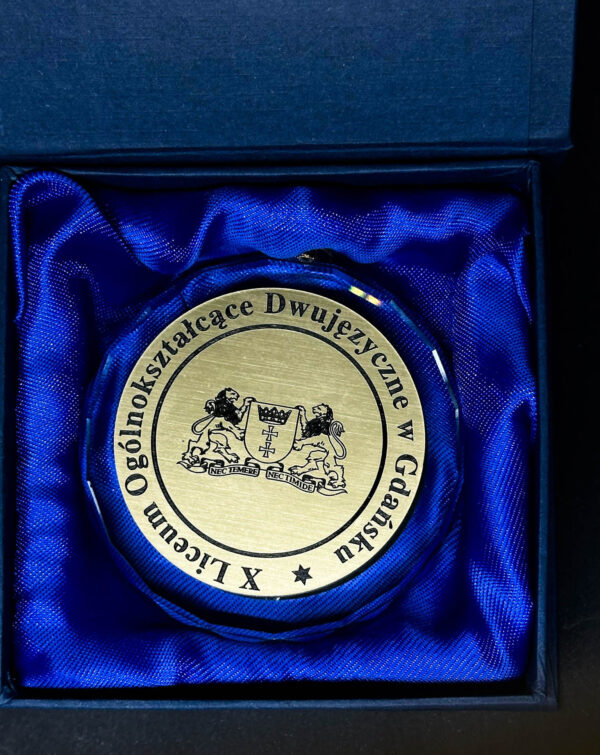 X Liceum Ogólnokształcące Dwujęzyczne w Gdańsku
NEC TEMERE NEC TIMIDE